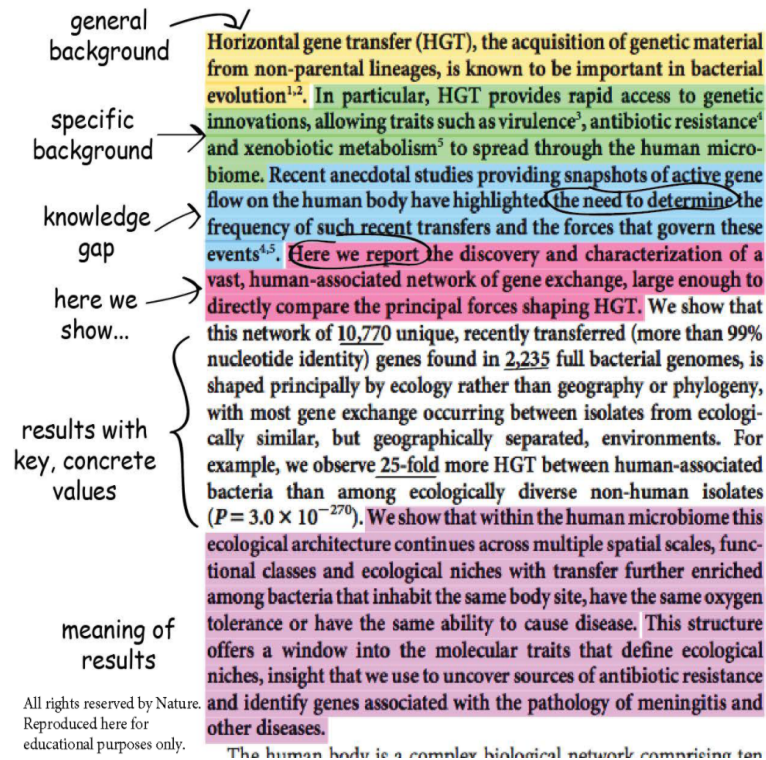 general
background
Horizontal gene transfer (HGT), the acquisition of genetic material
from non-parental lineages, is known to be important in bacterial
evolution1,2. In particular, HGT provides rapid access to genetic
specific
background
innovations, allowing traits such as virulence3, antibiotic resistance4
and xenobiotic metabolism5 to spread through the human micro-
biome. Recent anecdotal studies providing snapshots of active gene
knowledge
gap
flow on the human body have highlighted the need to determine the
frequency of such recent transfers and the forces that govern these
events4,5. Here we report the discovery and characterization of a
here we
show...
vast, human-associated network of gene exchange, large enough to
directly compare the principal forces shaping HGT. We show that
results with
key, concrete
values
this network of 10,770 unique, recently transferred (more than 99%
nucleotide identity) genes found in 2,235 full bacterial genomes, is
shaped principally by ecology rather than geography or phylogeny,
with most gene exchange occurring between isolates from ecologi-
cally similar, but geographically separated, environments. For
example, we observe 25-fold more HGT between human-associated
bacteria than among ecologically diverse non-human isolates
(P = 3.0 × 10−270). We show that within the human microbiome this
ecological architecture continues across multiple spatial scales, func-
tional classes and ecological niches with transfer further enriched
among bacteria that inhabit the same body site, have the same oxygen
tolerance or have the same ability to cause disease. This structure
meaning of
results
offers a window into the molecular traits that define ecological
niches, insight that we use to uncover sources of antibiotic resistance
and identify genes associated with the pathology of meningitis and
other diseases.
All rights reserved by Nature.
Reproduced here for
educational purposes only.
The human body is a complex biological network comprising ten